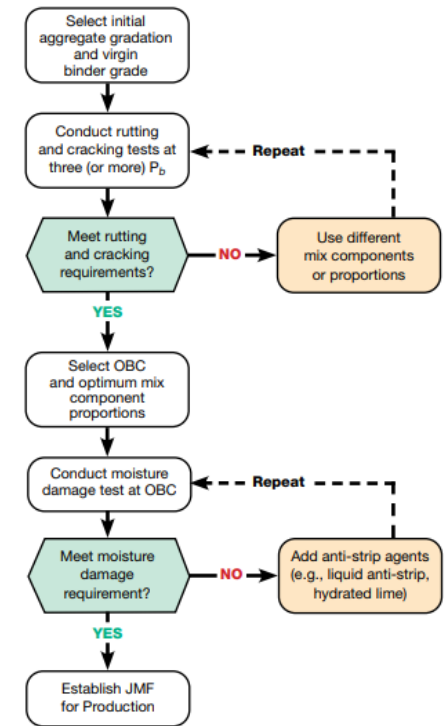 Select initial
aggregate gradation
and virgin
binder grade
Conduct rutting
and cracking tests at
three (or more) Pb
Repeat
Meet rutting
and cracking
requirements?
NO
Use different
mix components
or proportions
YES
Select OBC
and optimum mix
component
proportions
Conduct moisture
damage test at OBC
Repeat
Meet moisture
damage
requirement?
NO
Add anti-strip agents
(e.g., liquid anti-strip,
hydrated lime)
YES
Establish JMF
for Production